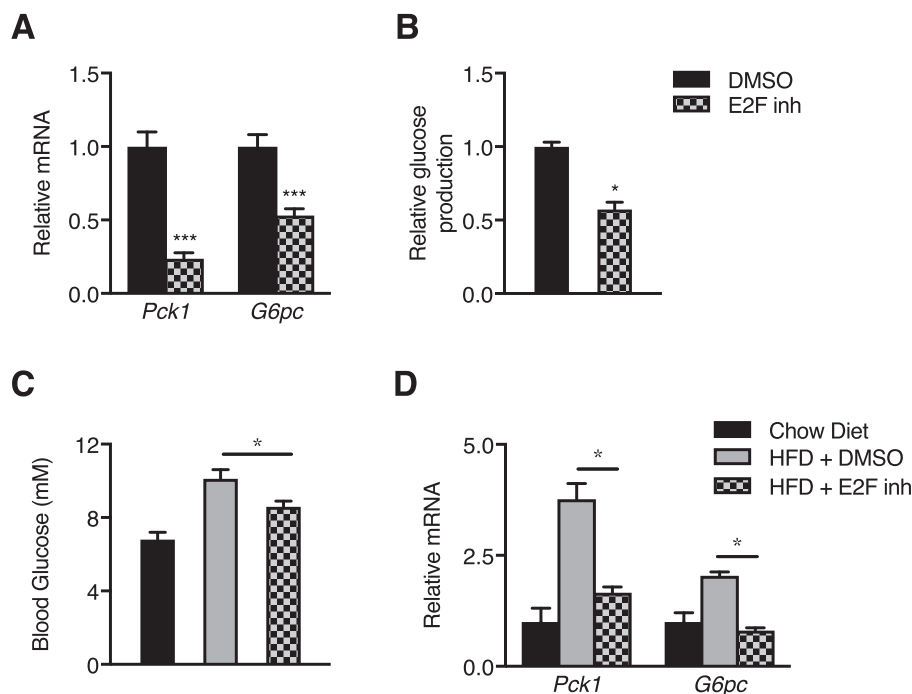 A
Relative mRNA
1.5
1.0
0.5
0.0
***
***
Pck1
G6pc
B
Relative glucose
production
1.5
1.0
0.5
0.0
*
DMSO
E2F inh
C
Blood Glucose (mM)
12
8
4
0
*
D
Relative mRNA
5.0
2.5
0.0
*
*
Pck1
G6pc
Chow Diet
HFD + DMSO
HFD + E2F inh